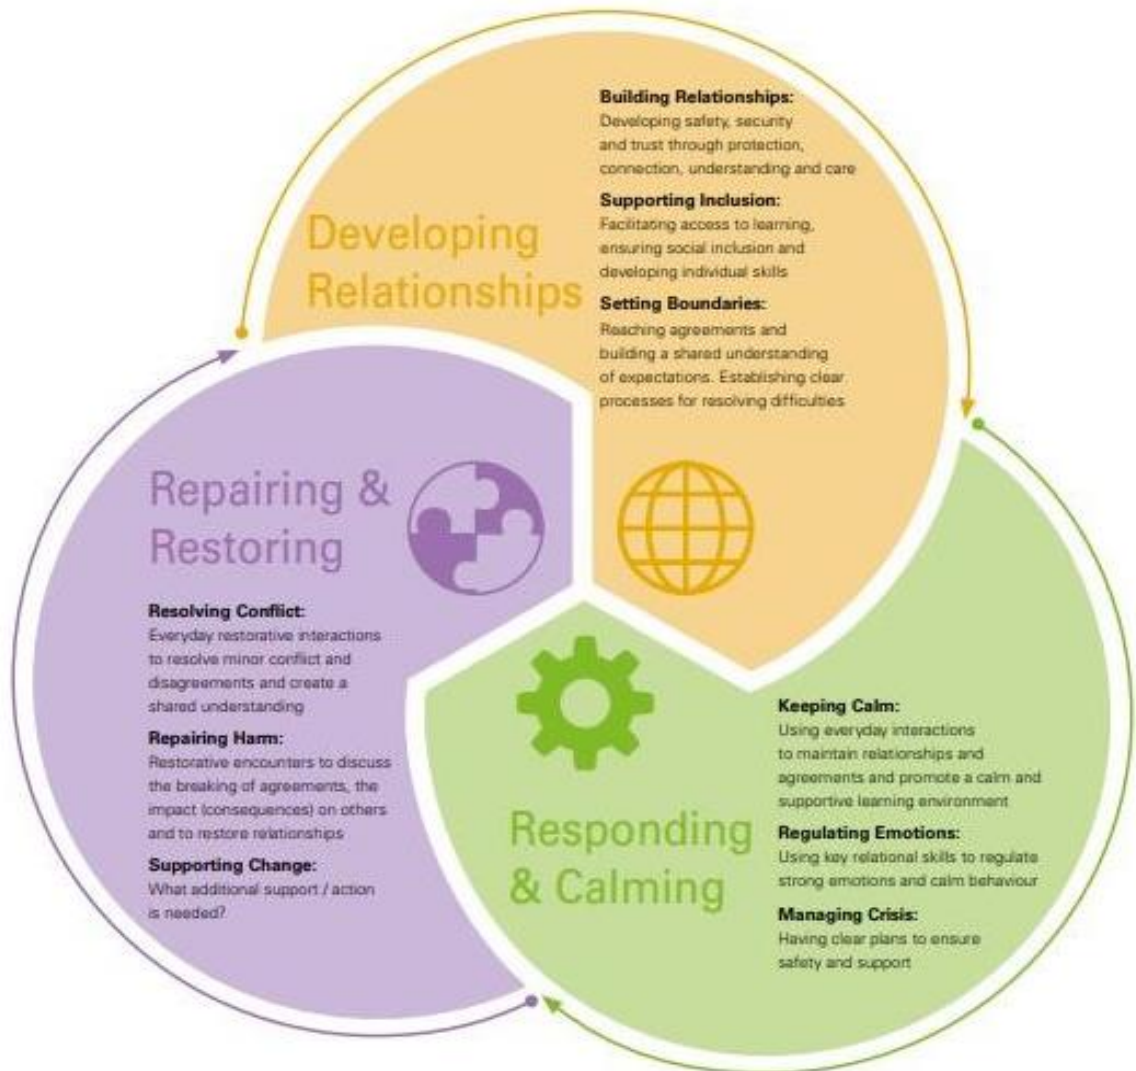 Developing
Relationships
Building Relationships:
Developing safety, security
and trust through protection,
connection, understanding and care
Supporting Inclusion:
Facilitating access to learning,
ensuring social inclusion and
developing individual skills
Setting Boundaries:
Reaching agreements and
building a shared understanding
of expectations. Establishing clear
processes for resolving difficulties
Responding
& Calming
Keeping Calm:
Using everyday interactions
to maintain relationships and
agreements and promote a calm and
supportive learning environment
Regulating Emotions:
Using key relational skills to regulate
strong emotions and calm behaviour
Managing Crisis:
Having clear plans to ensure
safety and support
Repairing &
Restoring
Resolving Conflict:
Everyday restorative interactions
to resolve minor conflict and
disagreements and create a
shared understanding
Repairing Harm:
Restorative encounters to discuss
the breaking of agreements, the
impact (consequences) on others
and to restore relationships
Supporting Change:
What additional support / action
is needed?